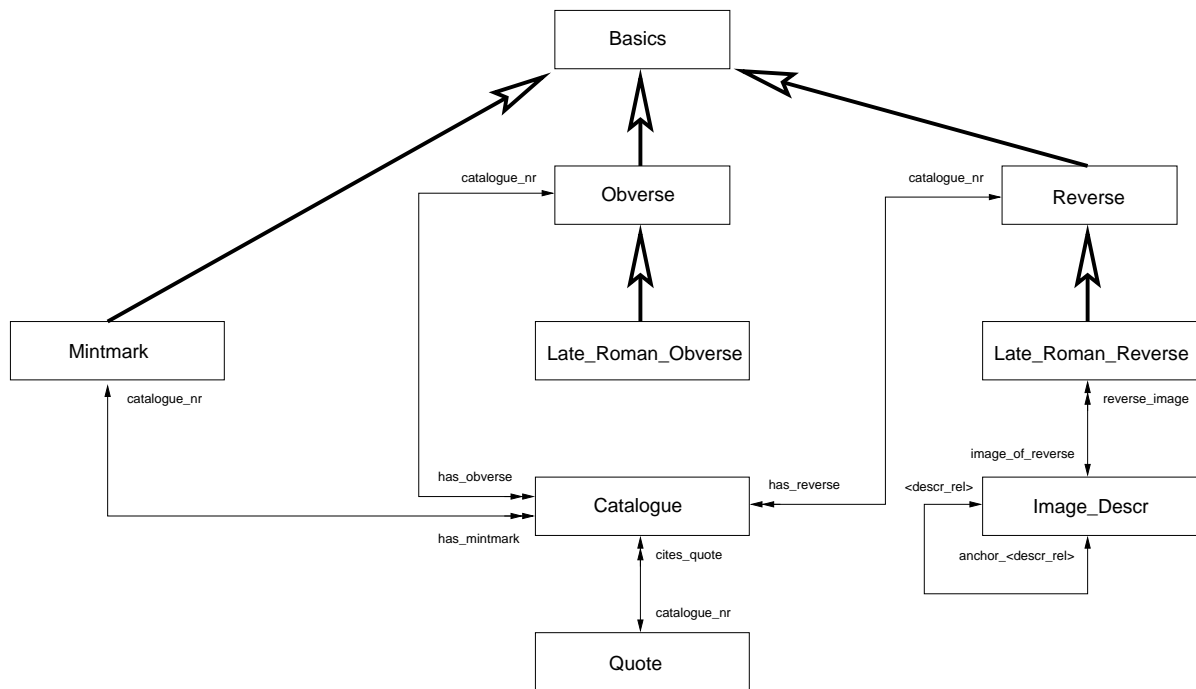 Basics
catalogue_nr
Obverse
catalogue_nr
Reverse
Mintmark
Late_Roman_Obverse
Late_Roman_Reverse
catalogue_nr
reverse_image
image_of_reverse
has_obverse
Catalogue
has_reverse
<descr_rel>
Image_Descr
has_mintmark
cites_quote
anchor_<descr_rel>
catalogue_nr
Quote